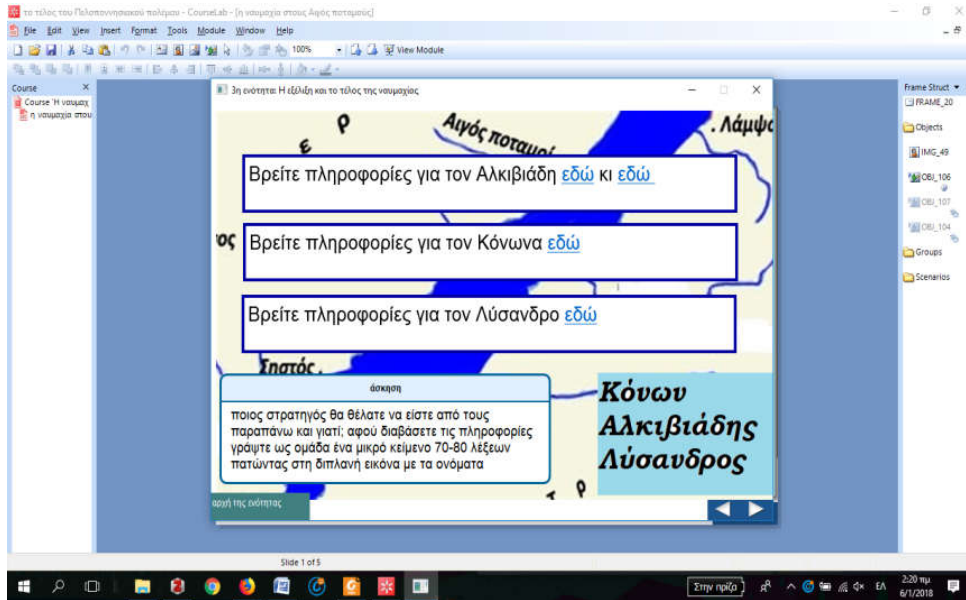 το τέλος του Πελοποννησιακού πολέμου - CourseLab - [η ναυμαχία στους Αιγός ποταμούς]
File Edit View Insert Format Tools Module Window Help
100% View Module
Course X
Course 'Η ναυμαχ
η ναυμαχία στου
3η ενότητα: Η εξέλιξη και το τέλος της ναυμαχίας
Frame Struct
FRAME_20
Objects
IMG_49
OBJ_106
OBJ_107
OBJ_104
Groups
Scenarios
ε ρ Αιγός ποταμοί . Λάμψα
Βρείτε πληροφορίες για τον Αλκιβιάδη εδώ κι εδώ
ος
Βρείτε πληροφορίες για τον Κόνωνα εδώ
Βρείτε πληροφορίες για τον Λύσανδρο εδώ
Σηστός .
άσκηση
ποιος στρατηγός θα θέλατε να είστε από τους
παραπάνω και γιατί; αφού διαβάσετε τις πληροφορίες
γράψτε ως ομάδα ένα μικρό κείμενο 70-80 λέξεων
πατώντας στη διπλανή εικόνα με τα ονόματα
Κόνων
Αλκιβιάδης
Λύσανδρος
τ ρ
αρχή της ενότητας
Slide 1 of 5
Στην πρίζα
ΕΛ
2:20 πμ
6/1/2018